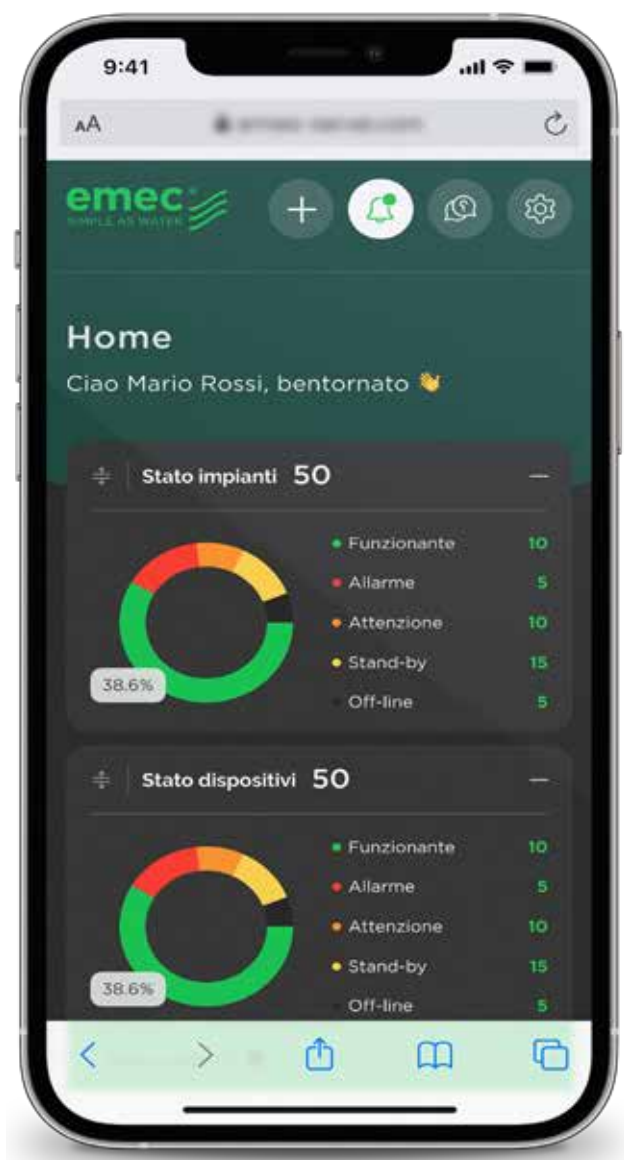 9:41
AA
emec
SIMPLE AS WATER
Home
Ciao Mario Rossi, bentornato 👋
Stato impianti 50
Funzionante 10
Allarme 5
Attenzione 10
Stand-by 15
Off-line 5
38.6%
Stato dispositivi 50
Funzionante 10
Allarme 5
Attenzione 10
Stand-by 15
Off-line 5
38.6%